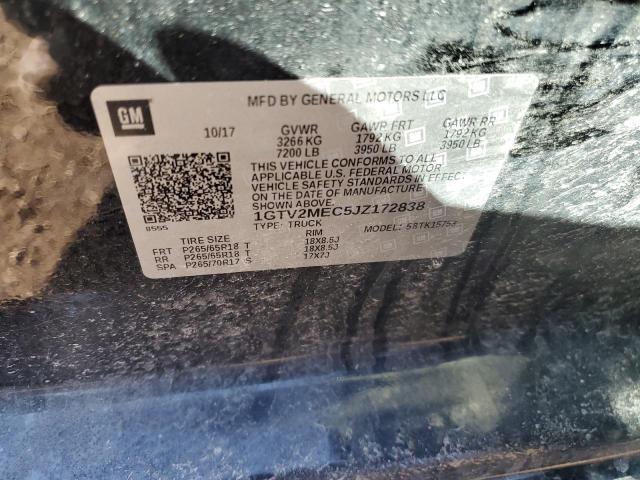 GM
MFD BY GENERAL MOTORS LLC
10/17 GVWR GAWR FRT GAWR RR
3266 KG 1792 KG 1792 KG
7200 LB 3950 LB 3950 LB
THIS VEHICLE CONFORMS TO ALL
APPLICABLE U.S. FEDERAL MOTOR
VEHICLE SAFETY STANDARDS IN EFFECT
ON THE DATE OF MANUFACTURE
SHOWN ABOVE.
1GTV2MEC5JZ172838
TYPE: TRUCK MODEL:
TIRE SIZE RIM
FRT P265/65R18 T 18X8.5J
RR P265/65R18 T 18X8.5J
SPA P265/70R17 S 17X7J